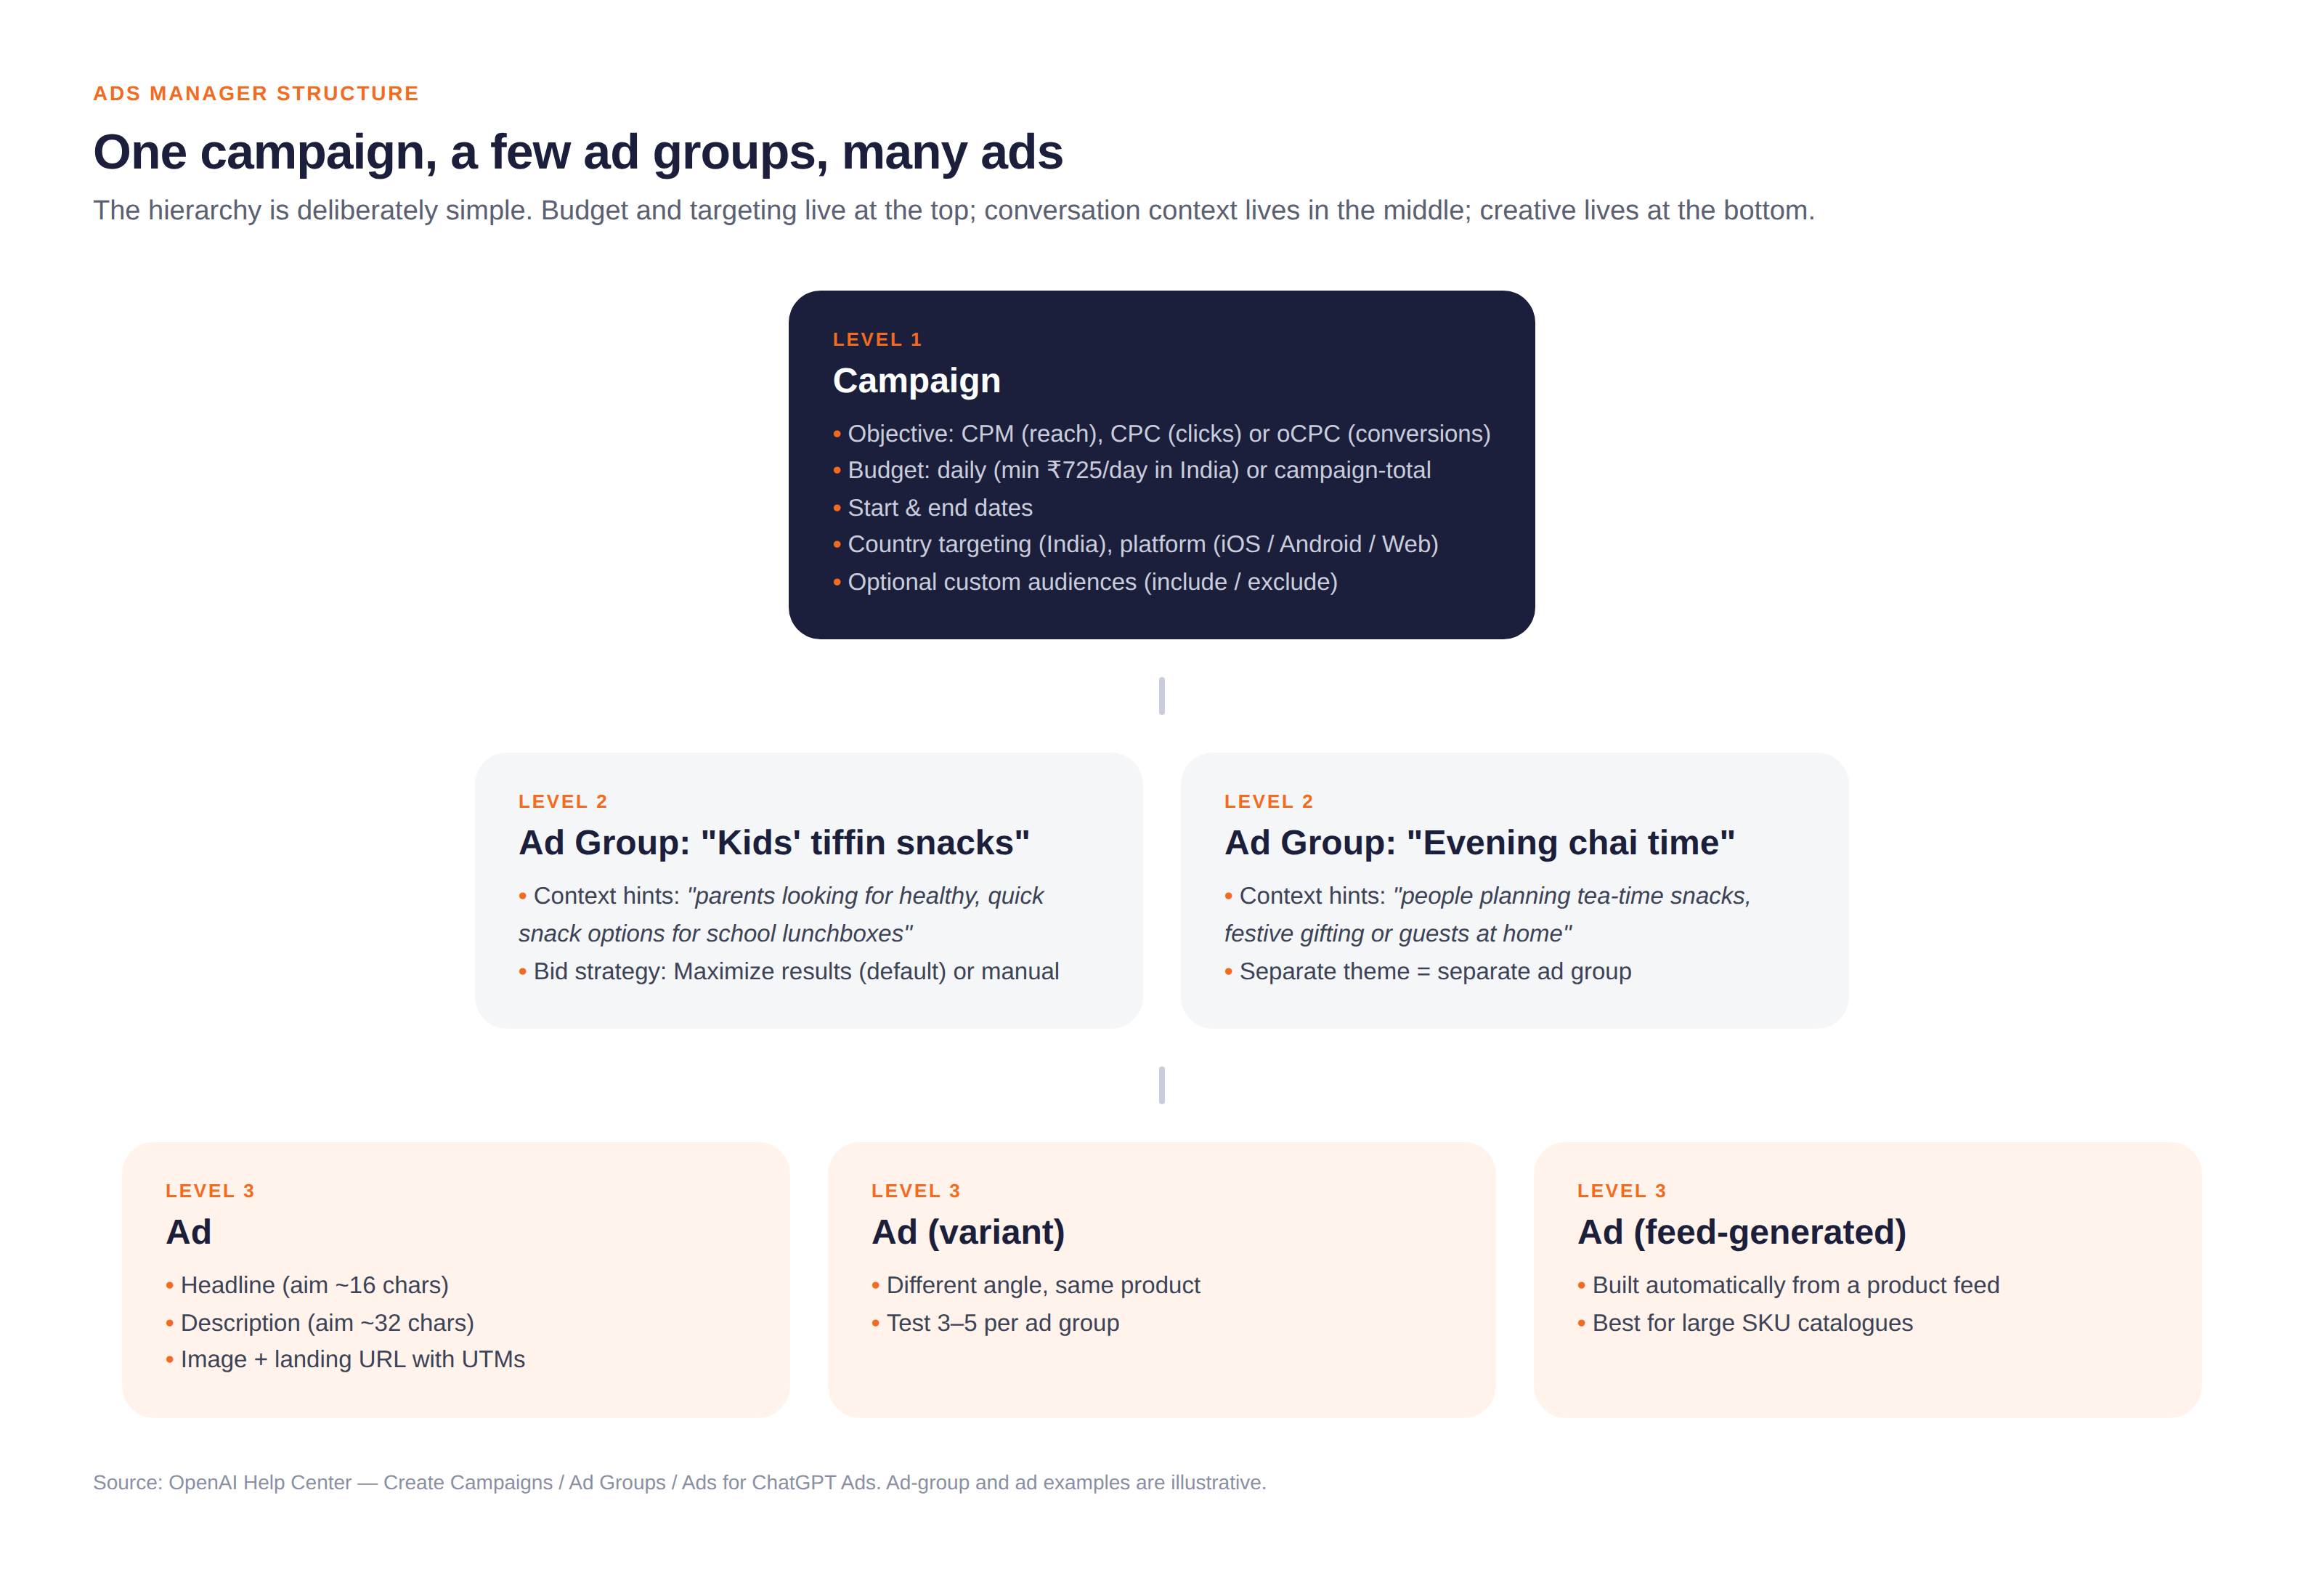 ADS MANAGER STRUCTURE
One campaign, a few ad groups, many ads
The hierarchy is deliberately simple. Budget and targeting live at the top; conversation context lives in the middle; creative lives at the bottom.
LEVEL 1
Campaign
• Objective: CPM (reach), CPC (clicks) or oCPC (conversions)
• Budget: daily (min ₹725/day in India) or campaign-total
• Start & end dates
• Country targeting (India), platform (iOS / Android / Web)
• Optional custom audiences (include / exclude)
LEVEL 2
Ad Group: "Kids' tiffin snacks"
• Context hints: "parents looking for healthy, quick
snack options for school lunchboxes"
• Bid strategy: Maximize results (default) or manual
LEVEL 2
Ad Group: "Evening chai time"
• Context hints: "people planning tea-time snacks,
festive gifting or guests at home"
• Separate theme = separate ad group
LEVEL 3
Ad
• Headline (aim ~16 chars)
• Description (aim ~32 chars)
• Image + landing URL with UTMs
LEVEL 3
Ad (variant)
• Different angle, same product
• Test 3–5 per ad group
LEVEL 3
Ad (feed-generated)
• Built automatically from a product feed
• Best for large SKU catalogues
Source: OpenAI Help Center — Create Campaigns / Ad Groups / Ads for ChatGPT Ads. Ad-group and ad examples are illustrative.